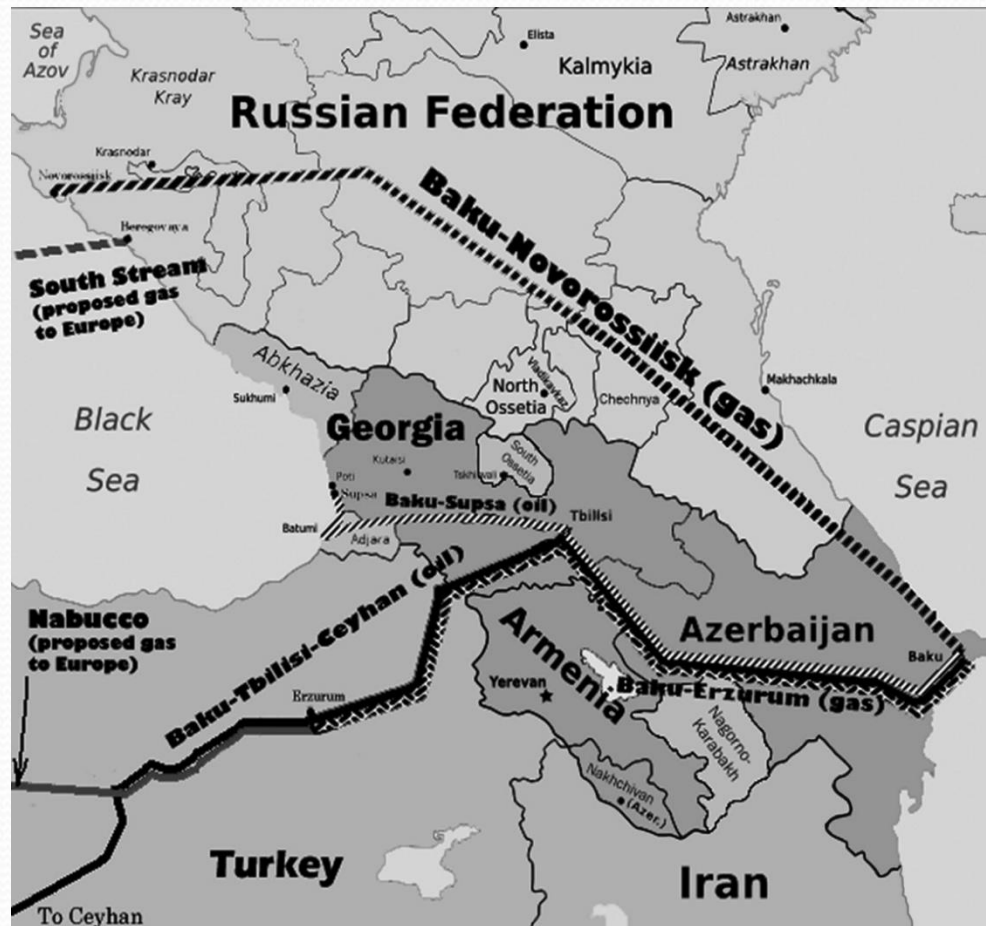 Sea
of
Azov
Krasnodar
Kray
Elista
Kalmykia
Astrakhan
Astrakhan
Russian Federation
Krasnodar
Novorossiisk
Beregovaya
South Stream
(proposed gas
to Europe)
Baku-Novorossiisk (gas)
Makhachkala
Abkhazia
Sukhumi
North
Ossetia
Vladikavkaz
Chechnya
Black
Sea
Caspian
Sea
Georgia
Kutaisi
South
Ossetia
Tskhinvali
Poti
Supsa
Baku-Supsa (oil)
Tbilisi
Batumi
Adjara
Nabucco
(proposed gas
to Europe)
Baku-Tbilisi-Ceyhan (oil)
Erzurum
Armenia
Yerevan
Azerbaijan
Baku
Baku-Erzurum (gas)
Nagorno-
Karabakh
Nakhchivan
(Azer.)
Turkey
Iran
To Ceyhan